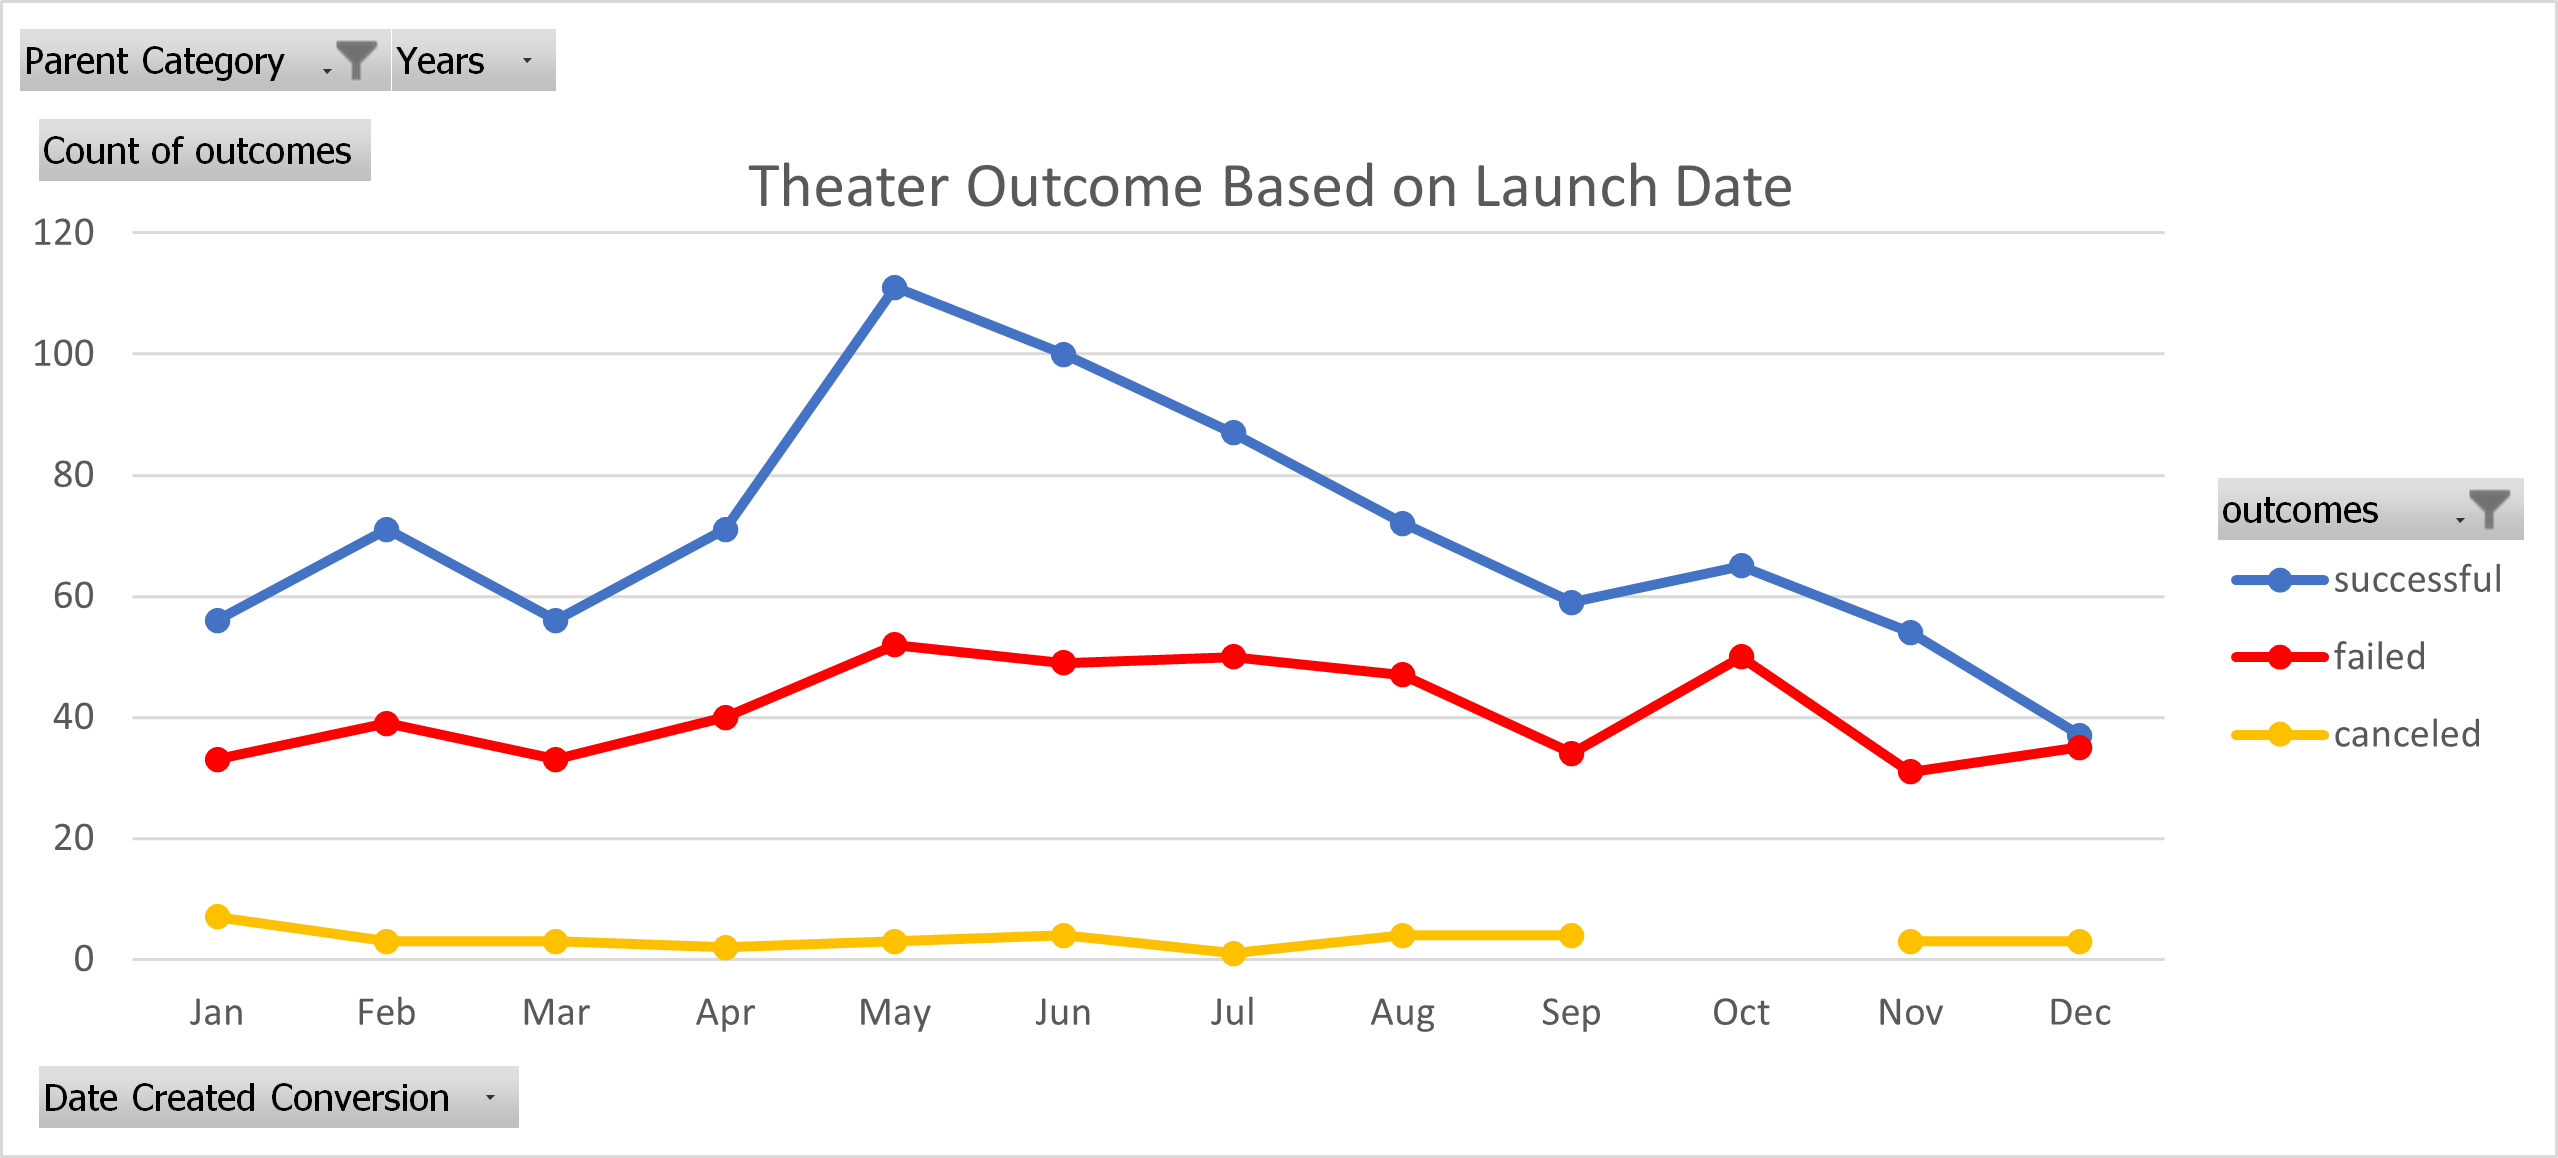 Parent Category Years
Count of outcomes
Theater Outcome Based on Launch Date
120
100
80
60
40
20
0
Jan Feb Mar Apr May Jun Jul Aug Sep Oct Nov Dec
outcomes
successful
failed
canceled
Date Created Conversion